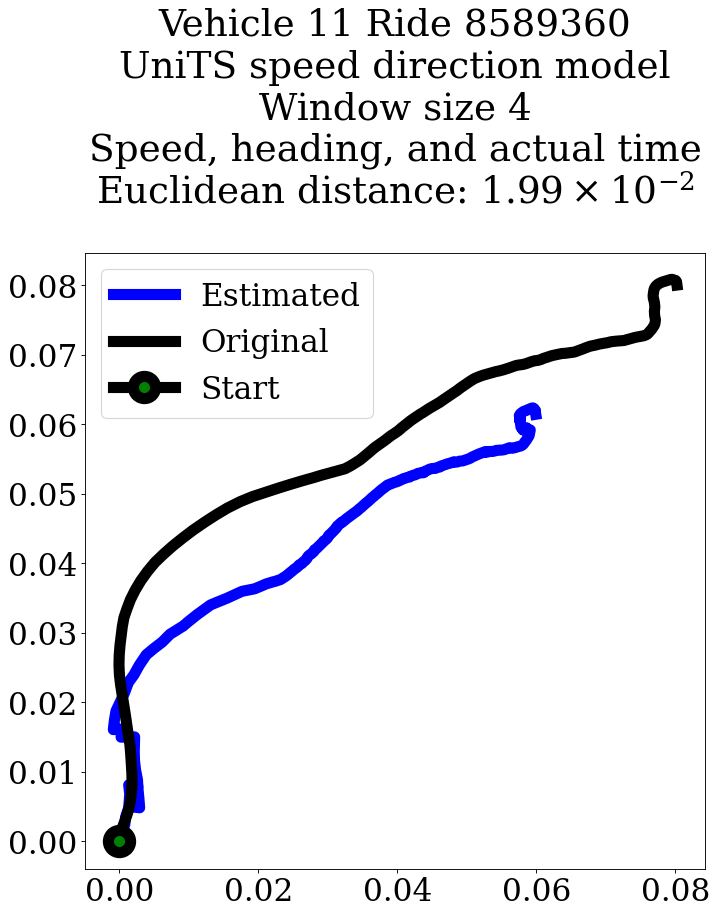 Vehicle 11 Ride 8589360
UniTS speed direction model
Window size 4
Speed, heading, and actual time
Euclidean distance: 1.99 × 10⁻²
Estimated
Original
Start
0.08
0.07
0.06
0.05
0.04
0.03
0.02
0.01
0.00
0.00 0.02 0.04 0.06 0.08